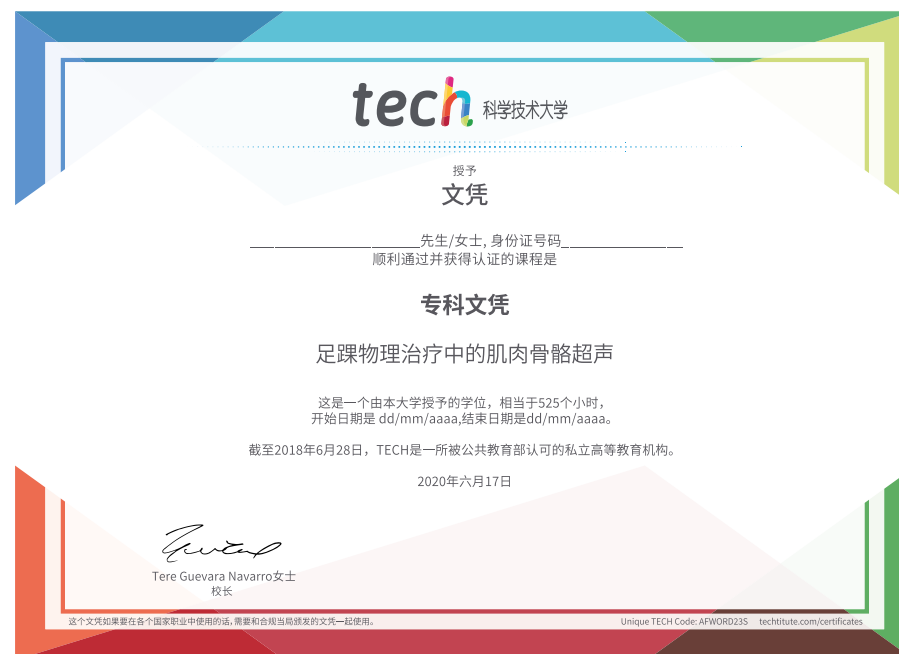 tech 科学技术大学
授予
文凭
______________________先生/女士, 身份证号码________________
顺利通过并获得认证的课程是
专科文凭
足踝物理治疗中的肌肉骨骼超声
这是一个由本大学授予的学位，相当于525个小时，
开始日期是 dd/mm/aaaa,结束日期是dd/mm/aaaa。
截至2018年6月28日，TECH是一所被公共教育部认可的私立高等教育机构。
2020年六月17日
Tere Guevara Navarro女士
校长
这个文凭如果要在各个国家职业中使用的话,需要和合规当局颁发的文凭一起使用。
Unique TECH Code: AFWORD23S techtitute.com/certificates